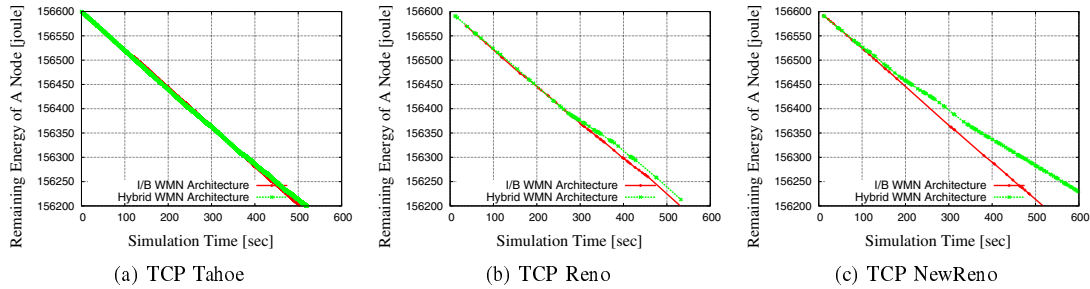 Remaining Energy of A Node [joule]
156600
156550
156500
156450
156400
156350
156300
156250
156200
I/B WMN Architecture
Hybrid WMN Architecture
0 100 200 300 400 500 600
Simulation Time [sec]
(a) TCP Tahoe
Remaining Energy of A Node [joule]
156600
156550
156500
156450
156400
156350
156300
156250
156200
I/B WMN Architecture
Hybrid WMN Architecture
0 100 200 300 400 500 600
Simulation Time [sec]
(b) TCP Reno
Remaining Energy of A Node [joule]
156600
156550
156500
156450
156400
156350
156300
156250
156200
I/B WMN Architecture
Hybrid WMN Architecture
0 100 200 300 400 500 600
Simulation Time [sec]
(c) TCP NewReno